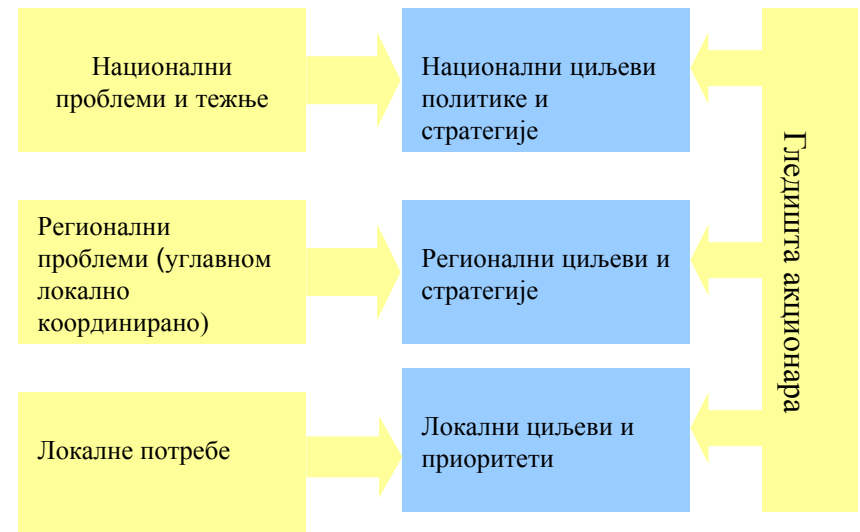 Национални
проблеми и тежње
Национални циљеви
политике и
стратегије
Регионални
проблеми (углавном
локално
координирано)
Регионални циљеви и
стратегије
Локалне потребе
Локални циљеви и
приоритети
Гледишта акционара